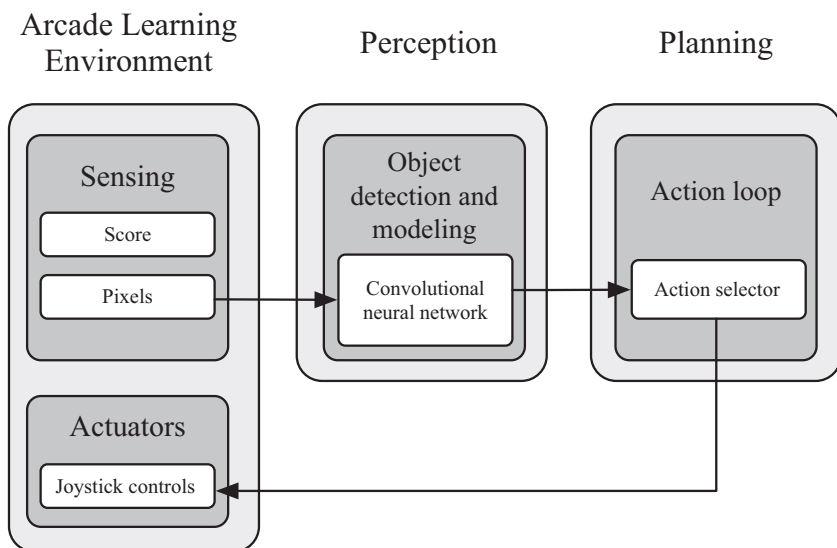 Arcade Learning
Environment
Perception
Planning
Sensing
Score
Pixels
Actuators
Joystick controls
Object
detection and
modeling
Convolutional
neural network
Action loop
Action selector